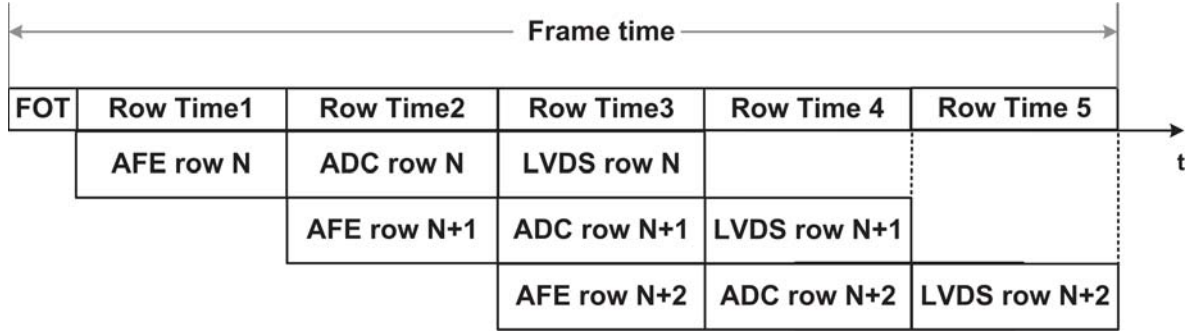 Frame time
FOT Row Time1 Row Time2 Row Time3 Row Time 4 Row Time 5
t
AFE row N ADC row N LVDS row N
AFE row N+1 ADC row N+1 LVDS row N+1
AFE row N+2 ADC row N+2 LVDS row N+2